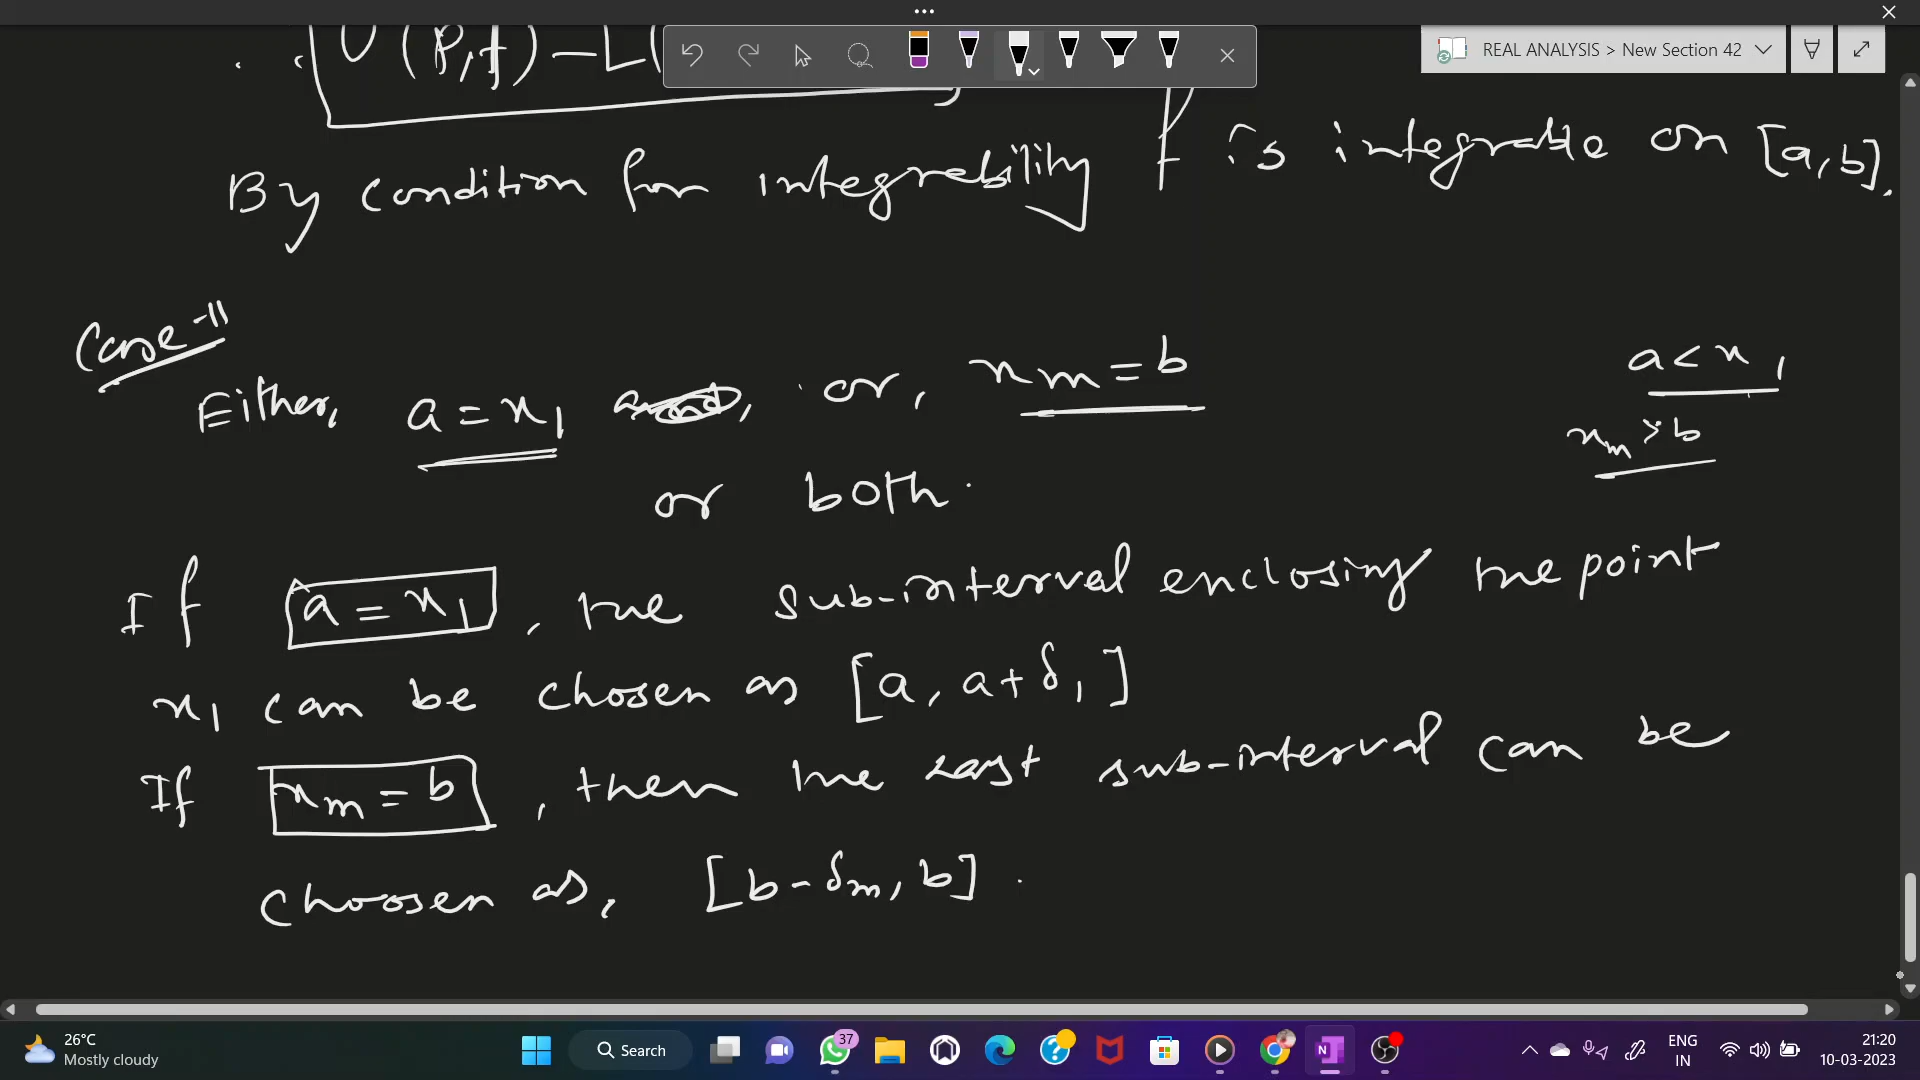 U(P,f) - L(
REAL ANALYSIS > New Section 42
By condition for integrability f is integrable on [a,b].
Case-II
Either, a = x₁, or, xₘ = b
a < x₁
xₘ > b
or both.
If a = x₁, the sub-interval enclosing the point
x₁ can be chosen as [a, a+δ₁]
If xₘ = b, then the last sub-interval can be
choosen as, [b-δₘ, b].
26°C
Mostly cloudy
Search
37
ENG
IN
21:20
10-03-2023